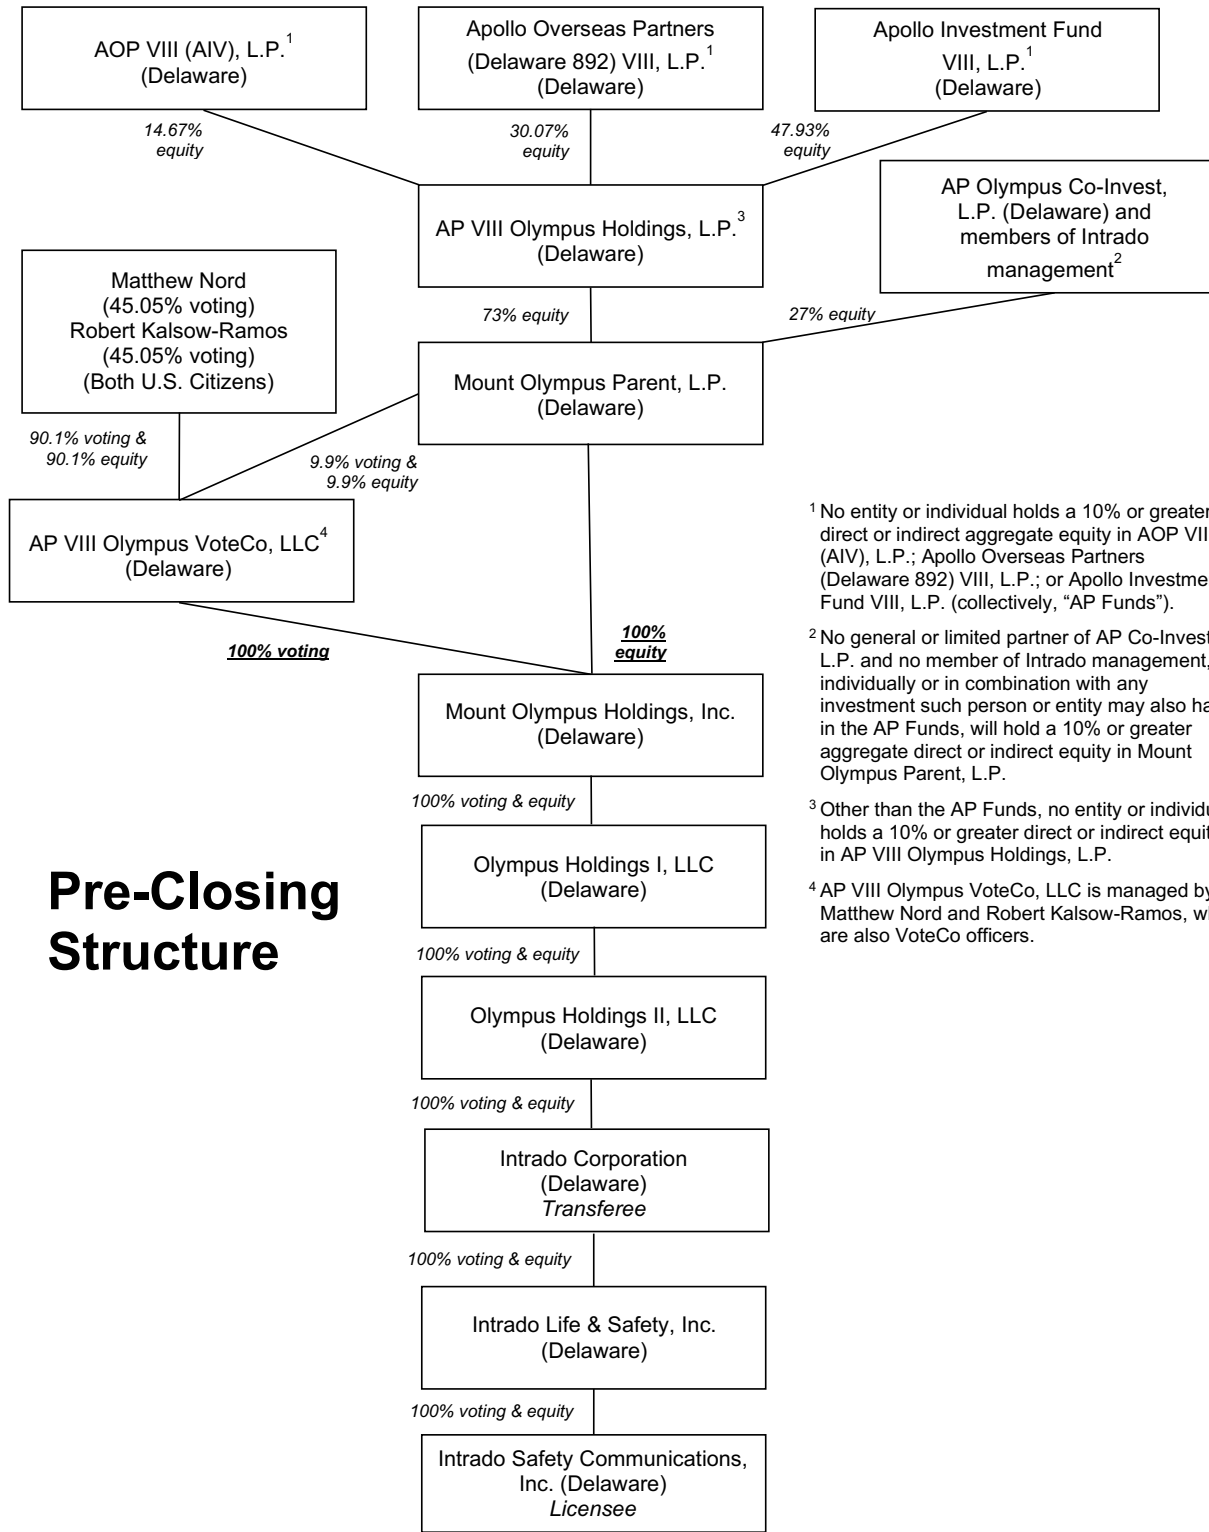 AOP VIII (AIV), L.P.1
(Delaware)
Apollo Overseas Partners
(Delaware 892) VIII, L.P.1
(Delaware)
Apollo Investment Fund
VIII, L.P.1
(Delaware)
14.67%
equity
30.07%
equity
47.93%
equity
AP VIII Olympus Holdings, L.P.3
(Delaware)
AP Olympus Co-Invest,
L.P. (Delaware) and
members of Intrado
management2
Matthew Nord
(45.05% voting)
Robert Kalsow-Ramos
(45.05% voting)
(Both U.S. Citizens)
73% equity
27% equity
Mount Olympus Parent, L.P.
(Delaware)
90.1% voting &
90.1% equity
9.9% voting &
9.9% equity
AP VIII Olympus VoteCo, LLC4
(Delaware)
100% voting
100%
equity
Mount Olympus Holdings, Inc.
(Delaware)
100% voting & equity
Olympus Holdings I, LLC
(Delaware)
100% voting & equity
Olympus Holdings II, LLC
(Delaware)
100% voting & equity
Intrado Corporation
(Delaware)
Transferee
100% voting & equity
Intrado Life & Safety, Inc.
(Delaware)
100% voting & equity
Intrado Safety Communications,
Inc. (Delaware)
Licensee
Pre-Closing
Structure
1 No entity or individual holds a 10% or greater
direct or indirect aggregate equity in AOP VIII
(AIV), L.P.; Apollo Overseas Partners
(Delaware 892) VIII, L.P.; or Apollo Investme
Fund VIII, L.P. (collectively, “AP Funds”).
2 No general or limited partner of AP Co-Invest
L.P. and no member of Intrado management,
individually or in combination with any
investment such person or entity may also ha
in the AP Funds, will hold a 10% or greater
aggregate direct or indirect equity in Mount
Olympus Parent, L.P.
3 Other than the AP Funds, no entity or individu
holds a 10% or greater direct or indirect equit
in AP VIII Olympus Holdings, L.P.
4 AP VIII Olympus VoteCo, LLC is managed by
Matthew Nord and Robert Kalsow-Ramos, w
are also VoteCo officers.